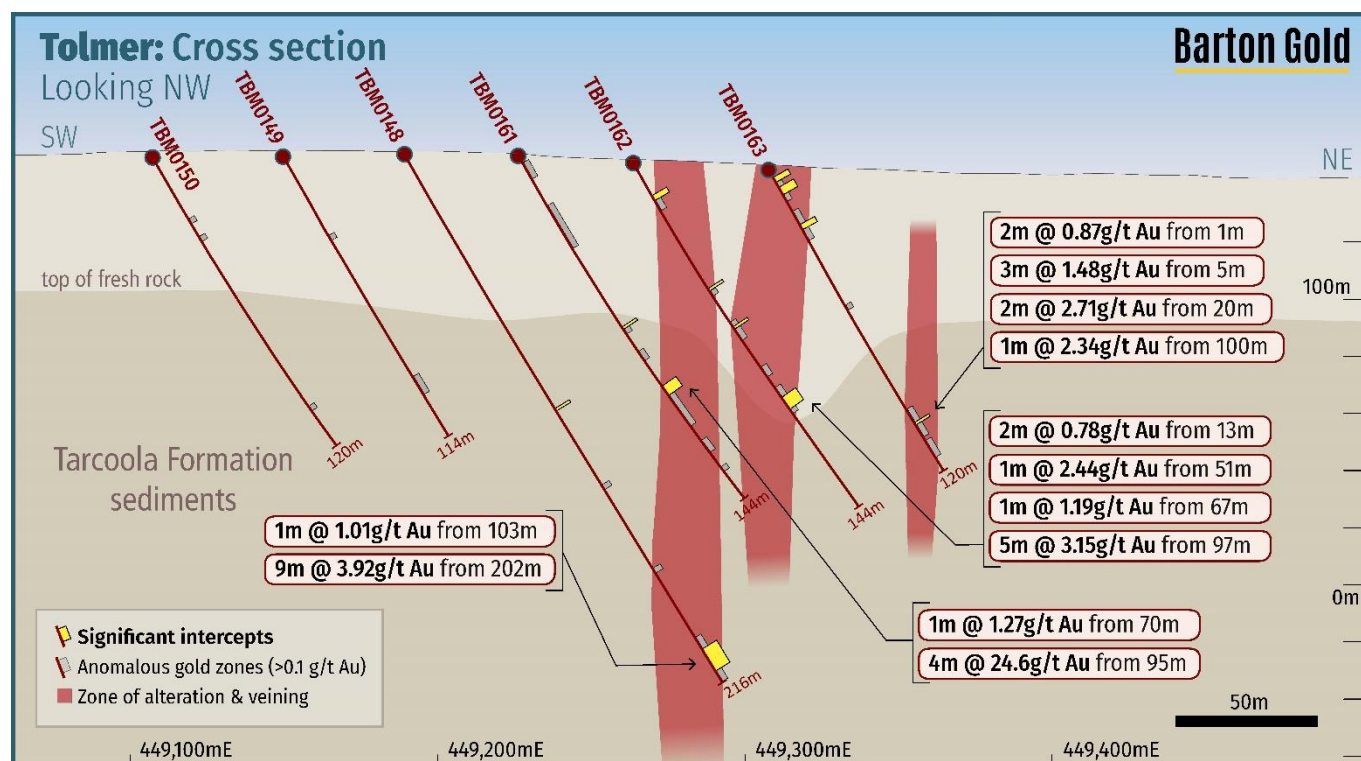 Tolmer: Cross section
Looking NW
Barton Gold
SW
NE
TBM0150
TBM0149
TBM0148
TBM0161
TBM0162
TBM0163
top of fresh rock
Tarcoola Formation
sediments
120m
114m
144m
144m
120m
216m
2m @ 0.87g/t Au from 1m
3m @ 1.48g/t Au from 5m
2m @ 2.71g/t Au from 20m
1m @ 2.34g/t Au from 100m
2m @ 0.78g/t Au from 13m
1m @ 2.44g/t Au from 51m
1m @ 1.19g/t Au from 67m
5m @ 3.15g/t Au from 97m
1m @ 1.01g/t Au from 103m
9m @ 3.92g/t Au from 202m
1m @ 1.27g/t Au from 70m
4m @ 24.6g/t Au from 95m
100m
0m
Significant intercepts
Anomalous gold zones (>0.1 g/t Au)
Zone of alteration & veining
50m
449,100mE
449,200mE
449,300mE
449,400mE